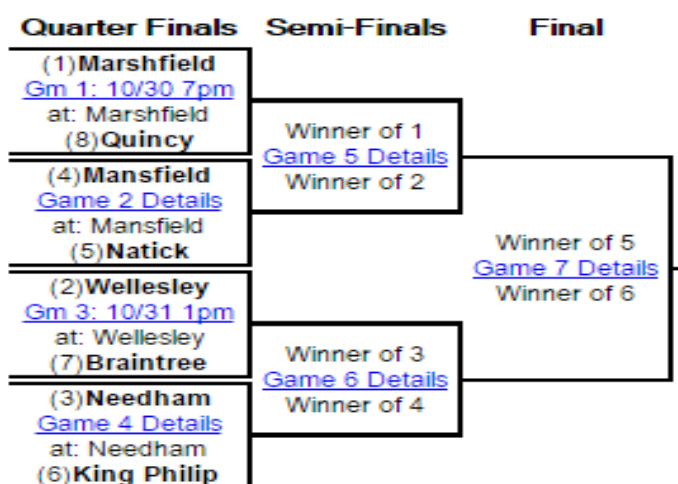 Quarter Finals Semi-Finals Final
(1)Marshfield
Gm 1: 10/30 7pm
at: Marshfield
(8)Quincy
(4)Mansfield
Game 2 Details
at: Mansfield
(5)Natick
(2)Wellesley
Gm 3: 10/31 1pm
at: Wellesley
(7)Braintree
(3)Needham
Game 4 Details
at: Needham
(6)King Philip
Winner of 1
Game 5 Details
Winner of 2
Winner of 3
Game 6 Details
Winner of 4
Winner of 5
Game 7 Details
Winner of 6